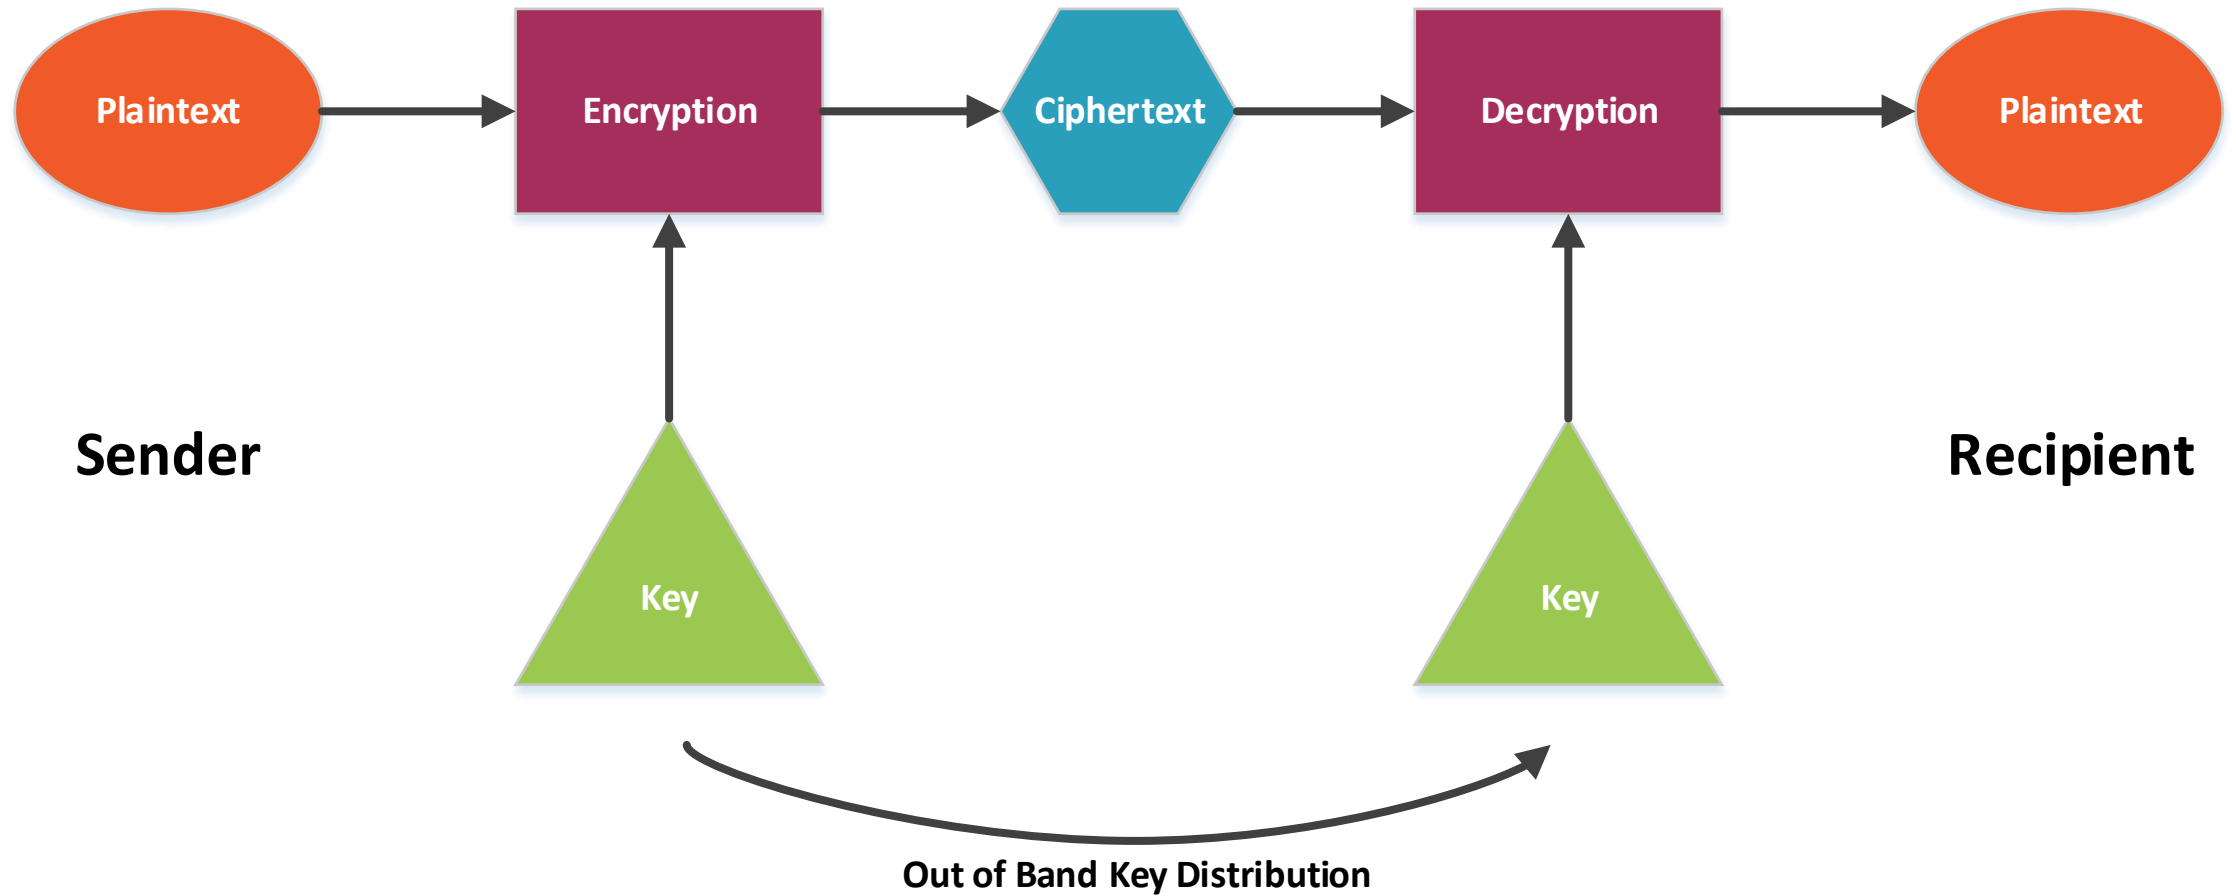 Plaintext
Encryption
Ciphertext
Decryption
Plaintext
Sender
Recipient
Key
Key
Out of Band Key Distribution